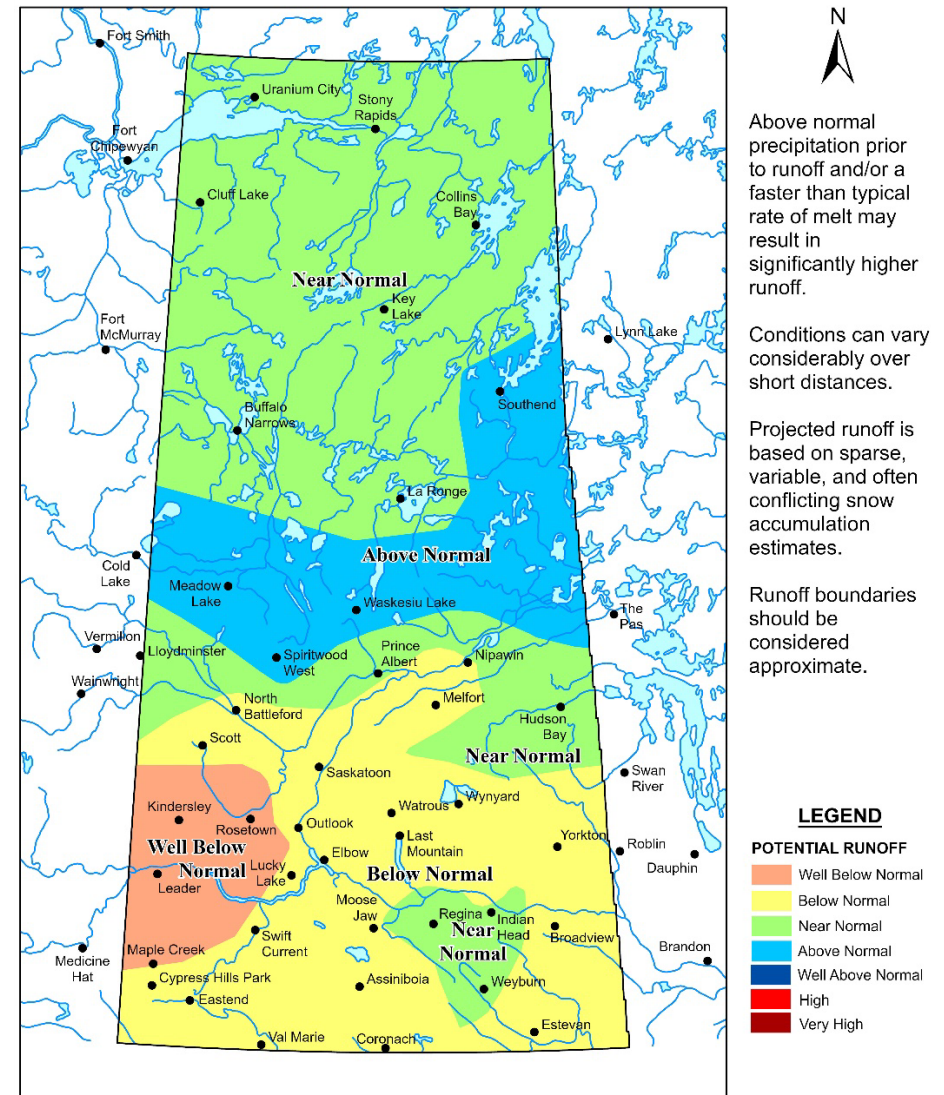 Fort Smith
Uranium City
Stony
Rapids
Fort
Chipewyan
Cluff Lake
Collins
Bay
Near Normal
Key
Lake
Fort
McMurray
Lynn Lake
Southend
Buffalo
Narrows
La Ronge
Above Normal
Cold
Lake
Meadow
Lake
Waskesiu Lake
The
Pas
Vermilion
Lloydminster
Spiritwood
West
Prince
Albert
Nipawin
Wainwright
North
Battleford
Melfort
Hudson
Bay
Scott
Near Normal
Saskatoon
Swan
River
Kindersley
Rosetown
Outlook
Watrous
Wynyard
Well Below
Normal
Lucky
Lake
Elbow
Last
Mountain
Yorkton
Roblin
Dauphin
Leader
Below Normal
Moose
Jaw
Regina
Indian
Head
Near
Normal
Broadview
Brandon
Medicine
Hat
Maple Creek
Swift
Current
Cypress Hills Park
Eastend
Assiniboia
Weyburn
Val Marie
Coronach
Estevan
N
Above normal
precipitation prior
to runoff and/or a
faster than typical
rate of melt may
result in
significantly higher
runoff.
Conditions can vary
considerably over
short distances.
Projected runoff is
based on sparse,
variable, and often
conflicting snow
accumulation
estimates.
Runoff boundaries
should be
considered
approximate.
LEGEND
POTENTIAL RUNOFF
Well Below Normal
Below Normal
Near Normal
Above Normal
Well Above Normal
High
Very High